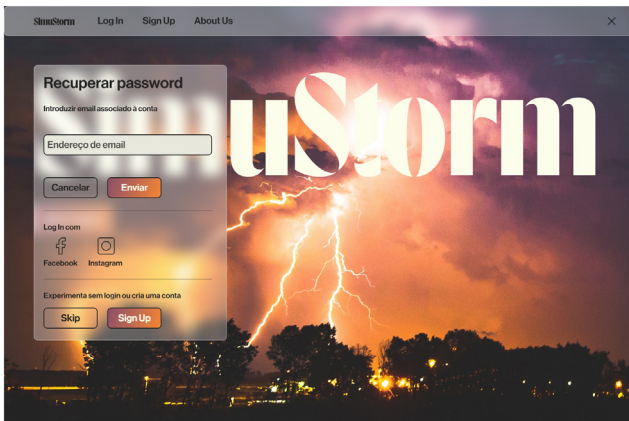 SimuStorm Log In Sign Up About Us
SimuStorm
Recuperar password
Introduzir email associado à conta
Endereço de email
Cancelar Enviar
Log In com
Facebook Instagram
Experimenta sem login ou cria uma conta
Skip Sign Up